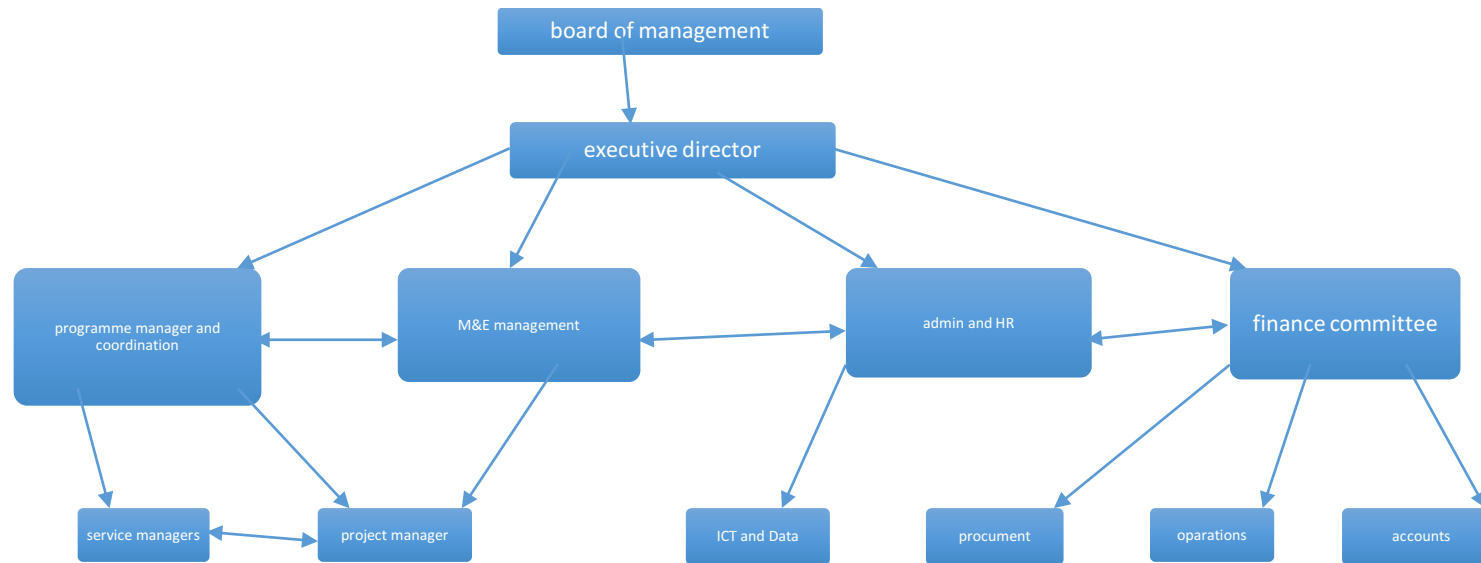 board of management
executive director
programme manager and
coordination
M&E management
admin and HR
finance committee
service managers
project manager
ICT and Data
procument
oparations
accounts